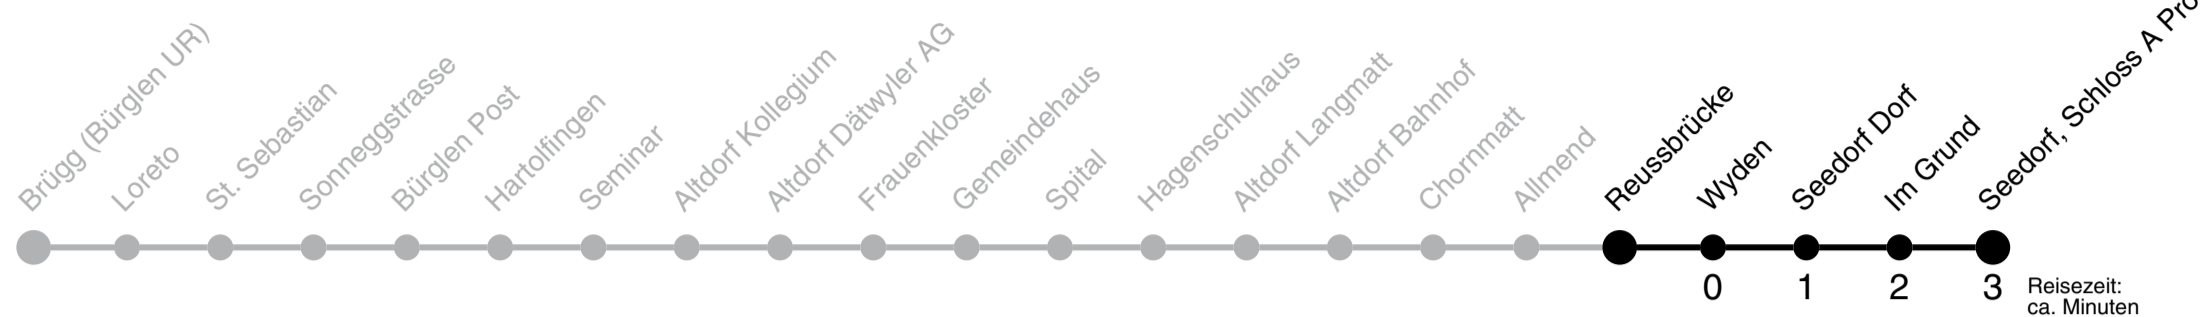 Brügg (Bürglen UR)
Loreto
St. Sebastian
Sonneggstrasse
Bürglen Post
Hartolfingen
Seminar
Altdorf Kollegium
Altdorf Dätwyler AG
Frauenkloster
Gemeindehaus
Spital
Hagenschulhaus
Altdorf Langmatt
Altdorf Bahnhof
Chornmatt
Allmend
Reussbrücke
Wyden
Seedorf Dorf
Im Grund
Seedorf, Schloss A Pro
0 1 2 3 Reisezeit:
ca. Minuten